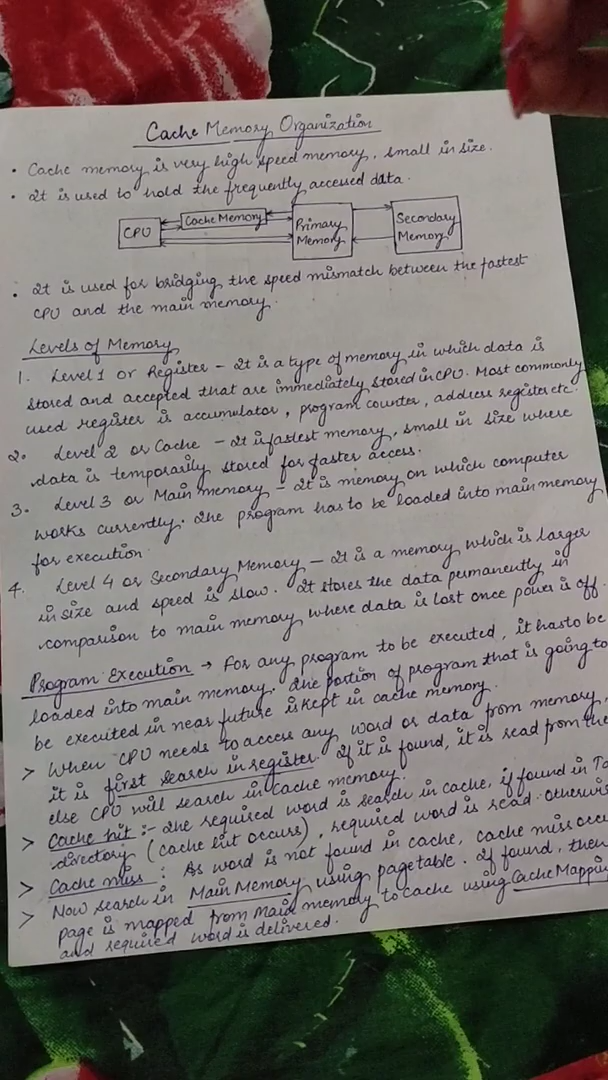 Cache Memory Organization
• Cache memory is very high speed memory, small in size.
• It is used to hold the frequently accessed data.
CPU
Cache Memory
Primary Memory
Secondary Memory
• It is used for bridging the speed mismatch between the fastest
CPU and the main memory.
Levels of Memory
1. Level 1 or Register - It is a type of memory in which data is
stored and accepted that are immediately stored in CPU. Most commonly
used register is accumulator, program counter, address register etc.
2. Level 2 or Cache - It is fastest memory, small in size where
data is temporarily stored for faster access.
3. Level 3 or Main memory - It is memory on which computer
works currently. The program has to be loaded into main memory
for execution.
4. Level 4 or Secondary Memory - It is a memory which is larger
in size and speed is slow. It stores the data permanently in
comparison to main memory where data is lost once power is off.
Program Execution → For any program to be executed, it has to be
loaded into main memory. The portion of program that is going to
be executed in near future is kept in cache memory.
> When CPU needs to access any word or data from memory,
it is first search in register. If it is found, it is read from the
else CPU will search in cache memory.
> Cache hit :- The required word is search in cache, if found in Ta
directory (cache hit occurs), required word is read otherwise
> Cache miss : As word is not found in cache, cache miss occu
> Now search in Main Memory using page table. If found, then
page is mapped from main memory to cache using Cache Mappin
and required word is delivered.